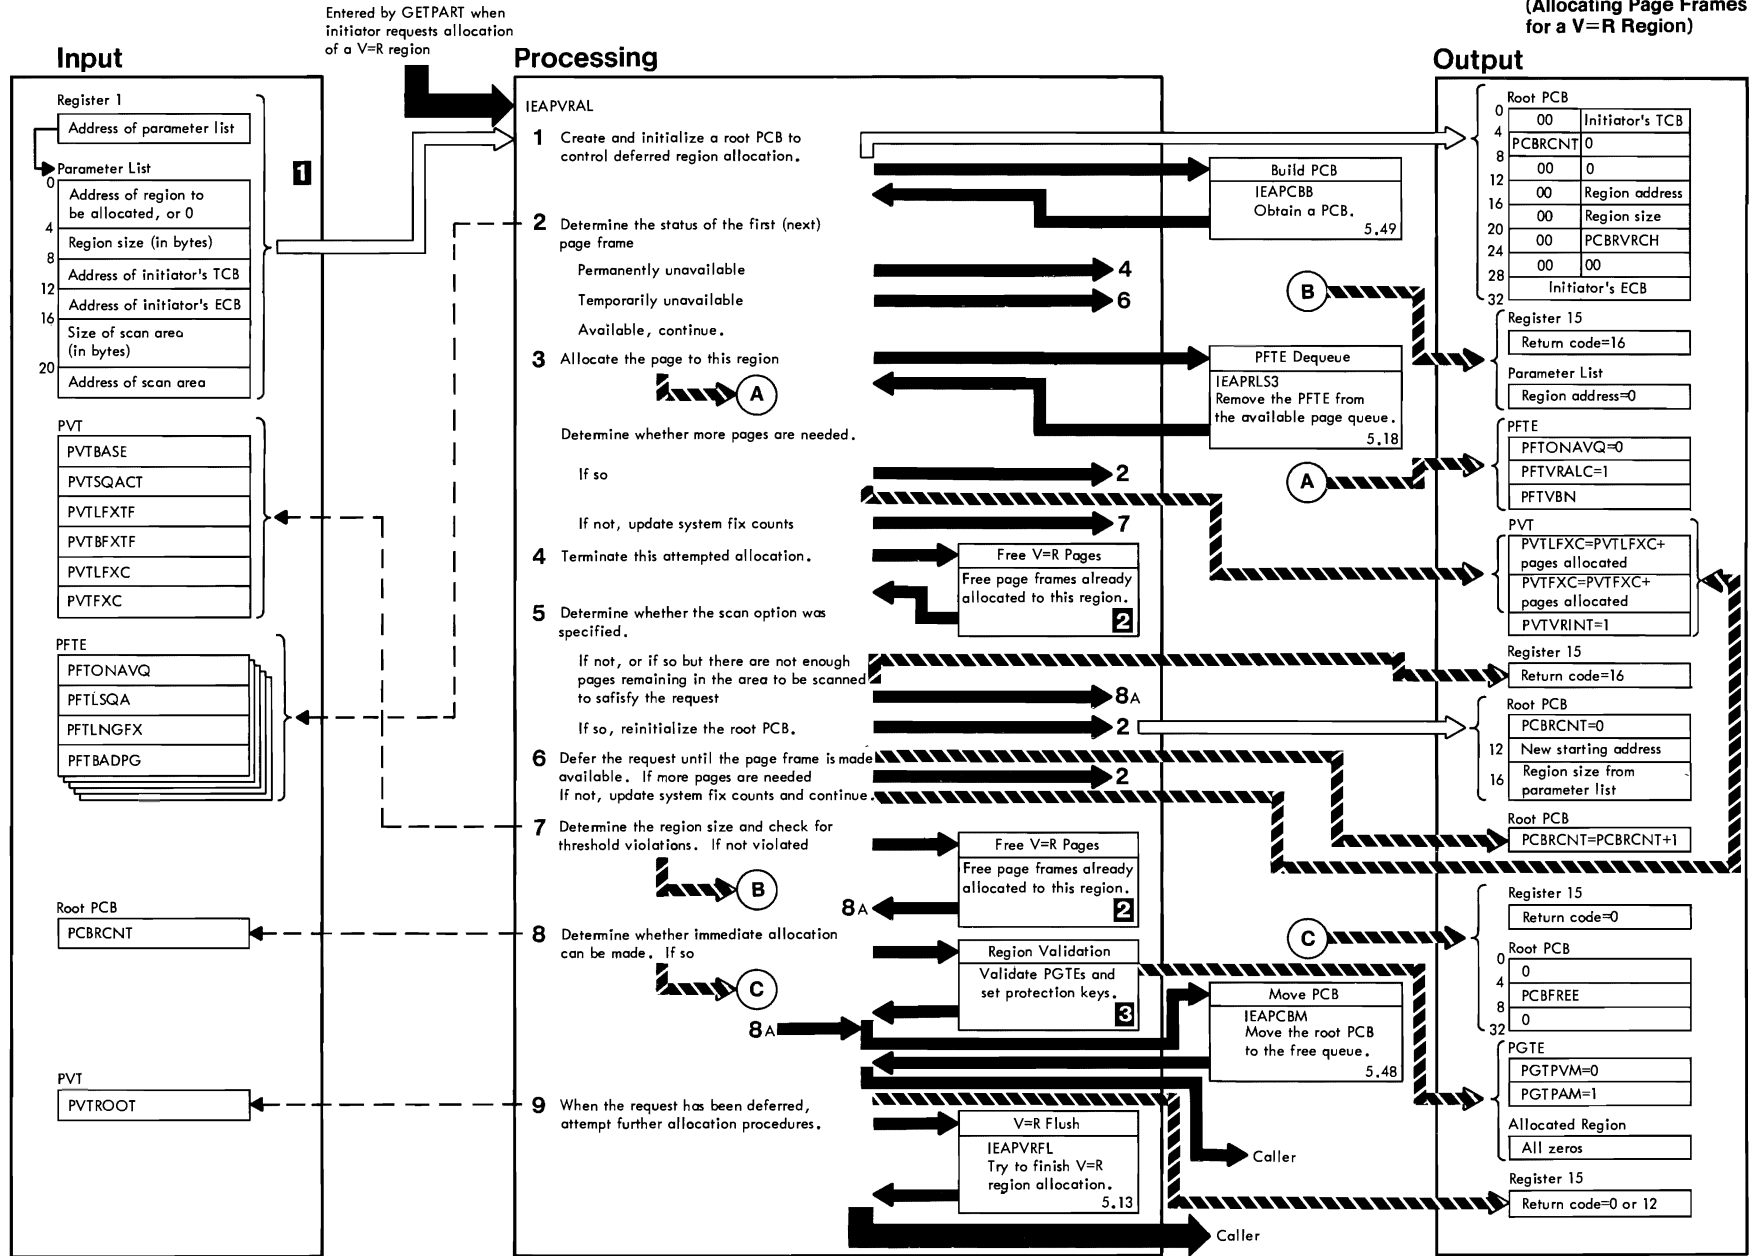 (Allocating Page Frames
for a V=R Region)
Entered by GETPART when
initiator requests allocation
of a V=R region
Input
Register 1
Address of parameter list
1
Parameter List
0
Address of region to
be allocated, or 0
4
Region size (in bytes)
8
Address of initiator's TCB
12
Address of initiator's ECB
16
Size of scan area
(in bytes)
20
Address of scan area
PVT
PVTBASE
PVTSQACT
PVTLFXTF
PVTBFXTF
PVTLFXC
PVTFXC
PFTE
PFTONAVQ
PFTLSQA
PFTLNGFX
PFTBADPG
Root PCB
PCBRCNT
PVT
PVTROOT
Processing
IEAPVRAL
1 Create and initialize a root PCB to
control deferred region allocation.
Build PCB
IEAPCBB
Obtain a PCB.
5.49
2 Determine the status of the first (next)
page frame
Permanently unavailable
4
Temporarily unavailable
6
Available, continue.
3 Allocate the page to this region
A
PFTE Dequeue
IEAPRLS3
Remove the PFTE from
the available page queue.
5.18
Determine whether more pages are needed.
If so
2
If not, update system fix counts
7
4 Terminate this attempted allocation.
Free V=R Pages
Free page frames already
allocated to this region.
2
5 Determine whether the scan option was
specified.
If not, or if so but there are not enough
pages remaining in the area to be scanned
to safisfy the request
8A
If so, reinitialize the root PCB.
2
6 Defer the request until the page frame is made
available. If more pages are needed
2
If not, update system fix counts and continue.
7 Determine the region size and check for
threshold violations. If not violated
B
Free V=R Pages
Free page frames already
allocated to this region.
2
8A
8 Determine whether immediate allocation
can be made. If so
C
Region Validation
Validate PGTEs and
set protection keys.
3
8A
Move PCB
IEAPCBM
Move the root PCB
to the free queue.
5.48
9 When the request has been deferred,
attempt further allocation procedures.
V=R Flush
IEAPVRFL
Try to finish V=R
region allocation.
5.13
Caller
Caller
Output
Root PCB
0
00 Initiator's TCB
4
PCBRCNT 0
8
00 0
12
00 Region address
16
00 Region size
20
00 PCBRVRCH
24
00 00
28
Initiator's ECB
32
B
Register 15
Return code=16
Parameter List
Region address=0
A
PFTE
PFTONAVQ=0
PFTVRALC=1
PFTVBN
PVT
PVTLFXC=PVTLFXC+
pages allocated
PVTFXC=PVTFXC+
pages allocated
PVTVRINT=1
Register 15
Return code=16
Root PCB
PCBRCNT=0
12
New starting address
16
Region size from
parameter list
Root PCB
PCBRCNT=PCBRCNT+1
C
Register 15
Return code=0
Root PCB
0
0
4
PCBFREE
8
0
32
PGTE
PGTPVM=0
PGTPAM=1
Allocated Region
All zeros
Register 15
Return code=0 or 12